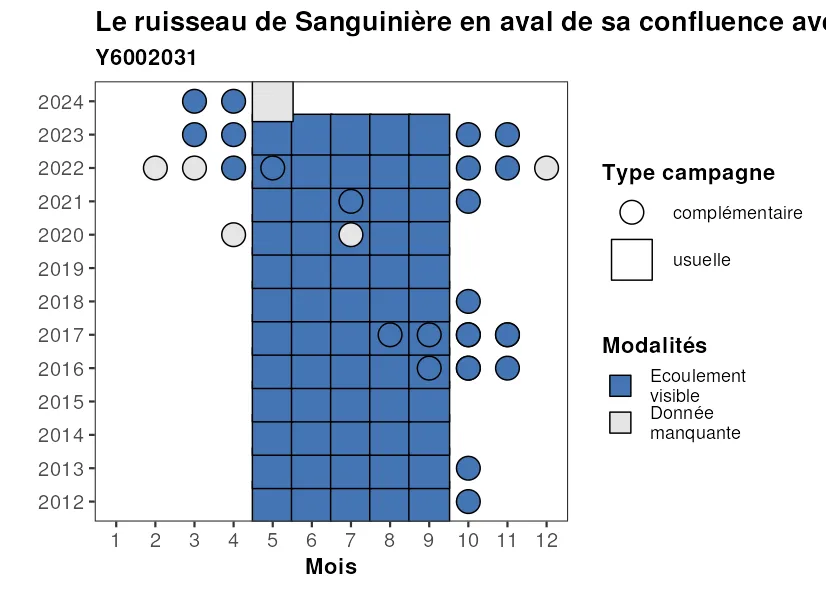 Le ruisseau de Sanguinière en aval de sa confluence ave
Y6002031
2024
2023
2022
2021
2020
2019
2018
2017
2016
2015
2014
2013
2012
1 2 3 4 5 6 7 8 9 10 11 12
Mois
Type campagne
complémentaire
usuelle
Modalités
Ecoulement
visible
Donnée
manquante